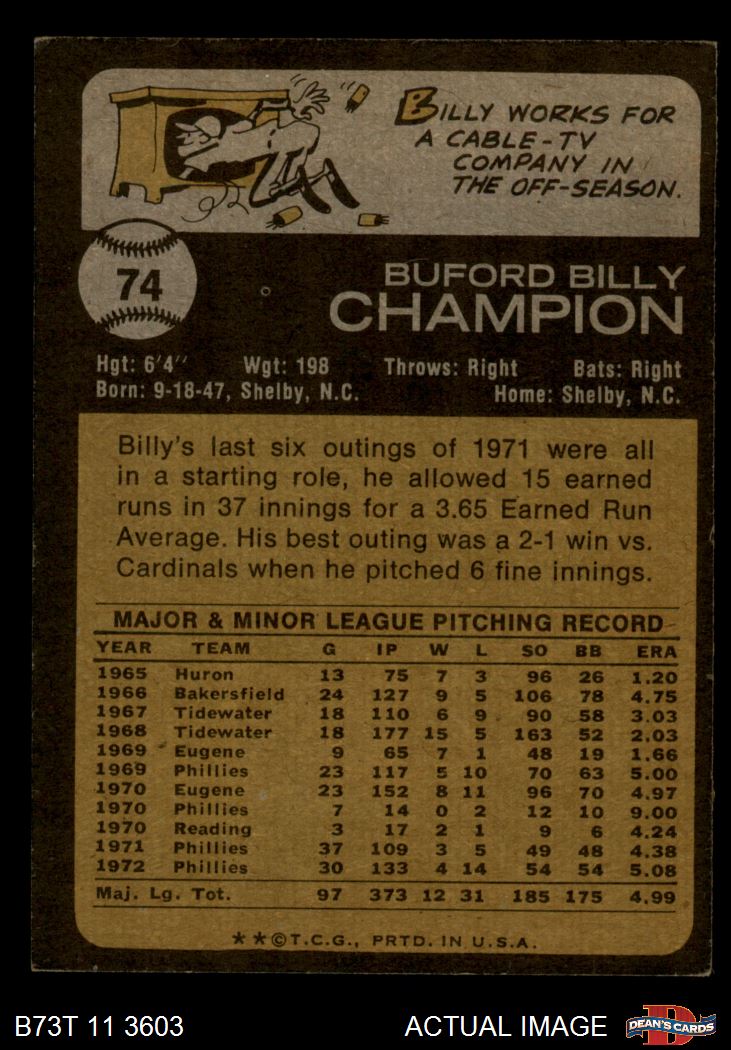 BILLY WORKS FOR
A CABLE-TV
COMPANY IN
THE OFF-SEASON.
74
BUFORD BILLY
CHAMPION
Hgt: 6'4" Wgt: 198 Throws: Right Bats: Right
Born: 9-18-47, Shelby, N.C. Home: Shelby, N.C.
Billy's last six outings of 1971 were all
in a starting role, he allowed 15 earned
runs in 37 innings for a 3.65 Earned Run
Average. His best outing was a 2-1 win vs.
Cardinals when he pitched 6 fine innings.
MAJOR & MINOR LEAGUE PITCHING RECORD
YEAR TEAM G IP W L SO BB ERA
1965 Huron 13 75 7 3 96 26 1.20
1966 Bakersfield 24 127 9 5 106 78 4.75
1967 Tidewater 18 110 6 9 90 58 3.03
1968 Tidewater 18 177 15 5 163 52 2.03
1969 Eugene 9 65 7 1 48 19 1.66
1969 Phillies 23 117 5 10 70 63 5.00
1970 Eugene 23 152 8 11 96 70 4.97
1970 Phillies 7 14 0 2 12 10 9.00
1970 Reading 3 17 2 1 9 6 4.24
1971 Phillies 37 109 3 5 49 48 4.38
1972 Phillies 30 133 4 14 54 54 5.08
Maj. Lg. Tot. 97 373 12 31 185 175 4.99
**©T.C.G., PRTD. IN U.S.A.
B73T 11 3603 ACTUAL IMAGE DEAN'S CARDS